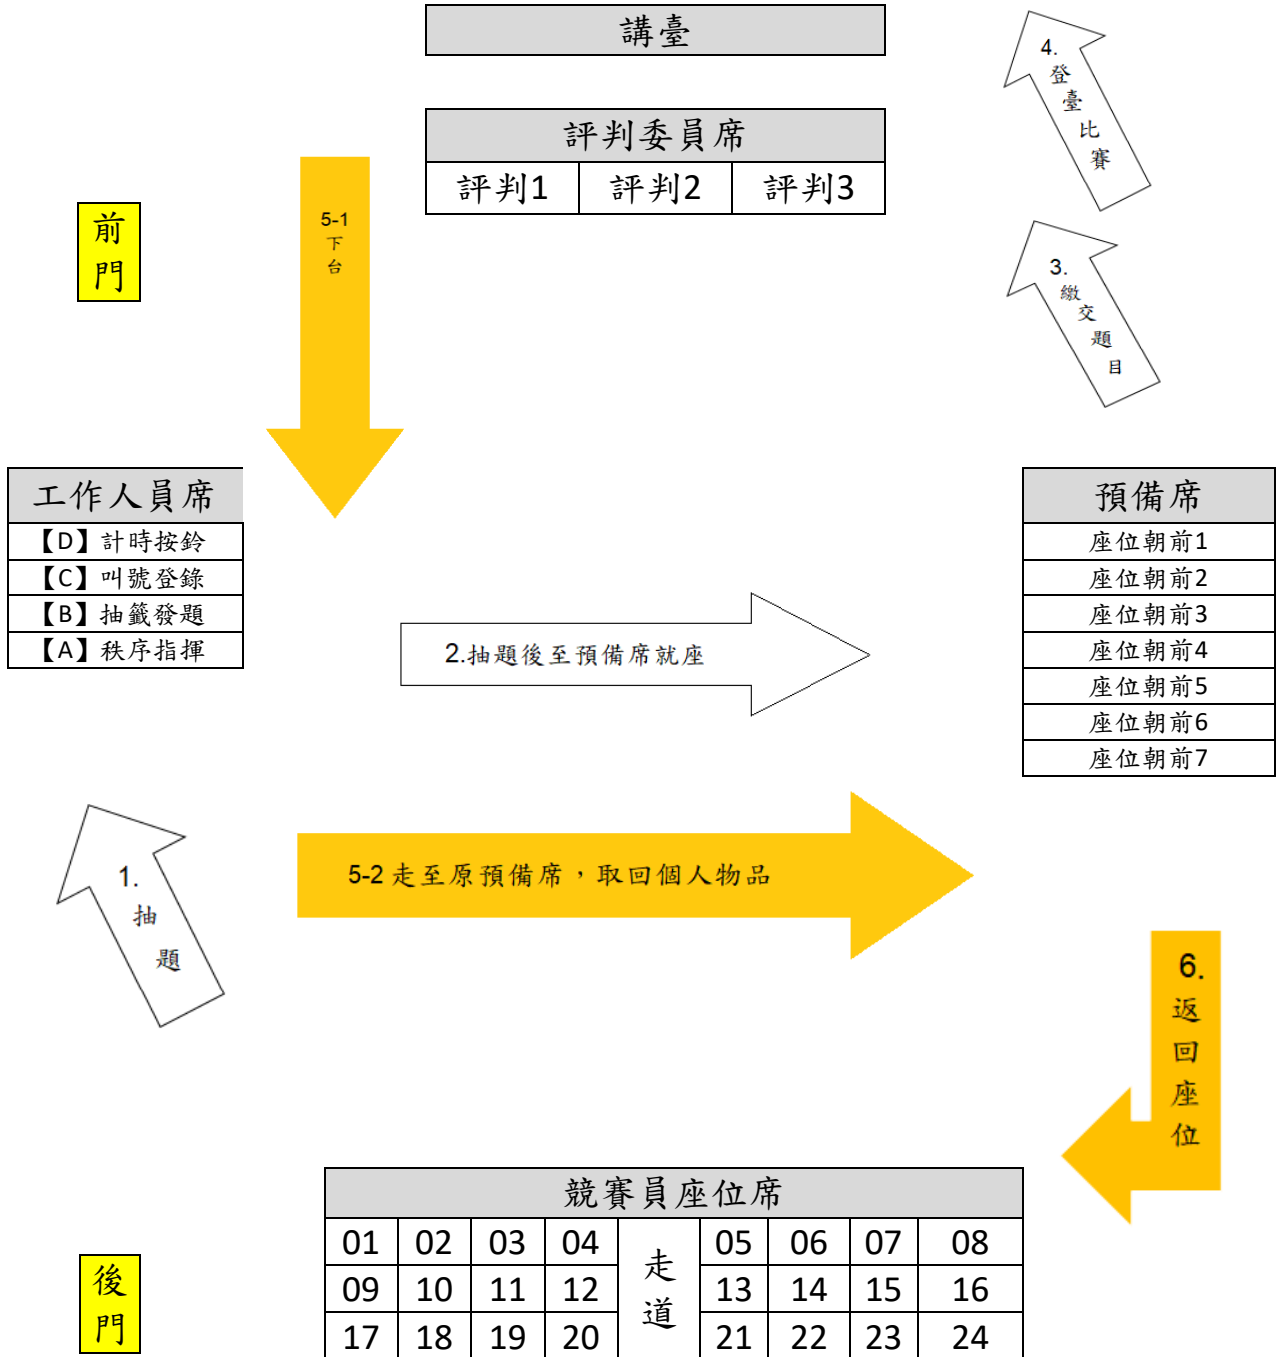 講臺
評判委員席
評判1 評判2 評判3
4.登臺比賽
前門
5-1下台
3.繳交題目
工作人員席
【D】計時按鈴
【C】叫號登錄
【B】抽籤發題
【A】秩序指揮
預備席
座位朝前1
座位朝前2
座位朝前3
座位朝前4
座位朝前5
座位朝前6
座位朝前7
2.抽題後至預備席就座
1.抽題
5-2 走至原預備席，取回個人物品
6.返回座位
競賽員座位席
01 02 03 04 走道 05 06 07 08
09 10 11 12 13 14 15 16
17 18 19 20 21 22 23 24
後門